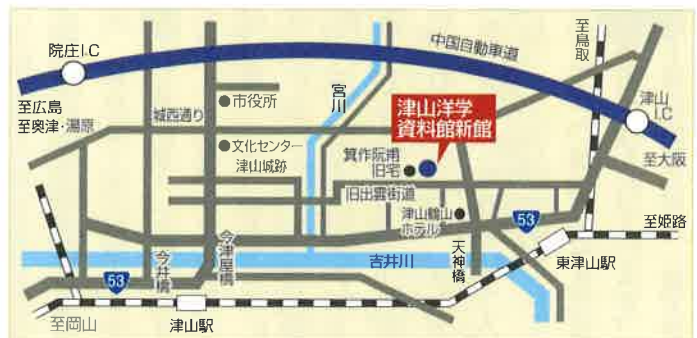 院庄I.C
中国自動車道
至鳥取
至広島
至奥津・湯原
城西通り
市役所
宮川
津山洋学
資料館新館
津山
I.C
至大阪
文化センター
津山城跡
箕作阮甫
旧宅
旧出雲街道
津山鶴山
ホテル
53
至姫路
今津屋橋
今井橋
53
吉井川
天神橋
東津山駅
至岡山
津山駅